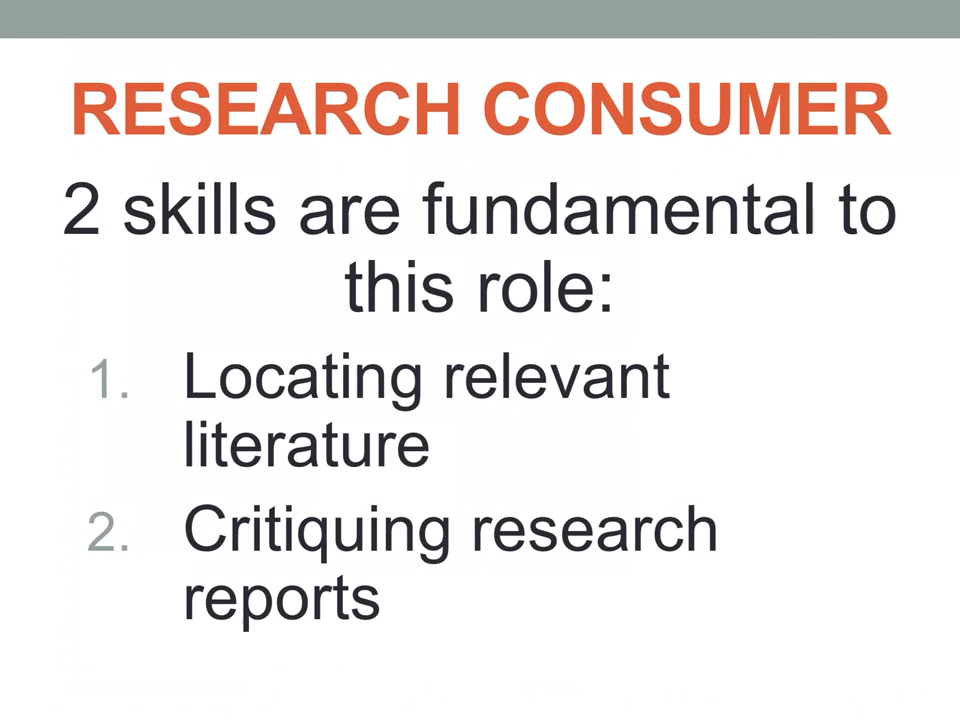 RESEARCH CONSUMER
2 skills are fundamental to
this role:
1. Locating relevant
literature
2. Critiquing research
reports